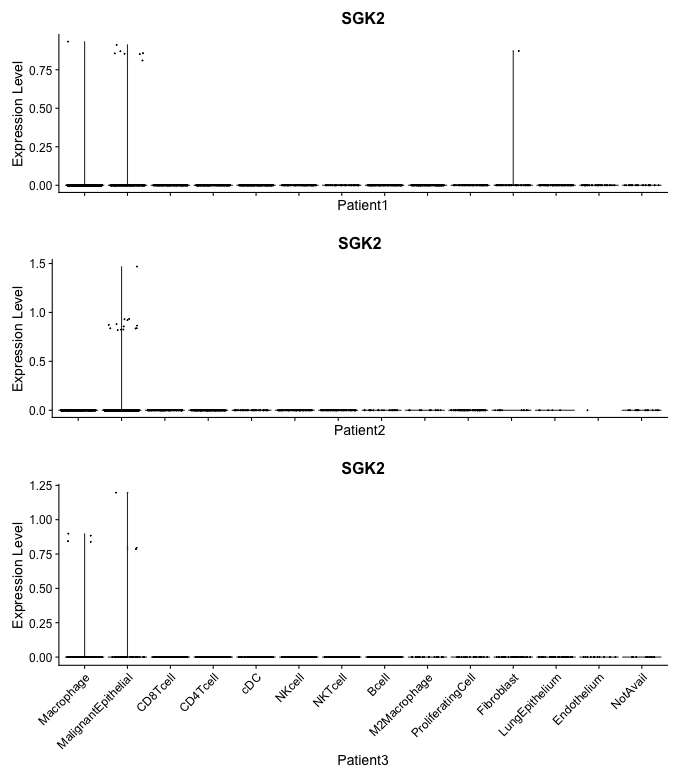 SGK2
Expression Level
0.75
0.50
0.25
0.00
Patient1
SGK2
Expression Level
1.5
1.0
0.5
0.0
Patient2
SGK2
Expression Level
1.25
1.00
0.75
0.50
0.25
0.00
Macrophage
MalignantEpithelial
CD8Tcell
CD4Tcell
cDC
NKcell
NKTcell
Bcell
M2Macrophage
ProliferatingCell
Fibroblast
LungEpithelium
Endothelium
NotAvail
Patient3